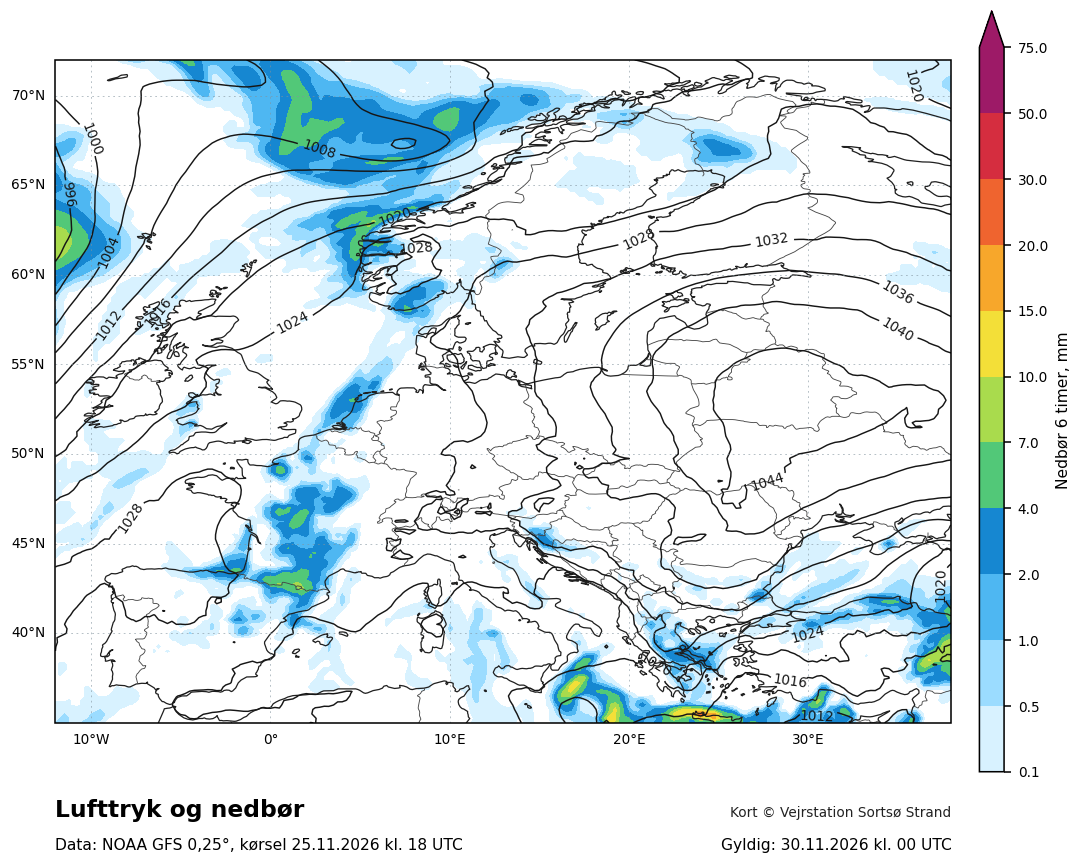 75.0
50.0
30.0
20.0
15.0
10.0
7.0
4.0
2.0
1.0
0.5
0.1
Nedbør 6 timer, mm
70°N
65°N
60°N
55°N
50°N
45°N
40°N
10°W
0°
10°E
20°E
30°E
1000
996
1004
1012
1016
1008
1020
1028
1024
1028
1032
1036
1040
1020
1044
1028
1020
1024
1020
1016
1012
Lufttryk og nedbør
Kort © Vejrstation Sortsø Strand
Data: NOAA GFS 0,25°, kørsel 25.11.2026 kl. 18 UTC
Gyldig: 30.11.2026 kl. 00 UTC